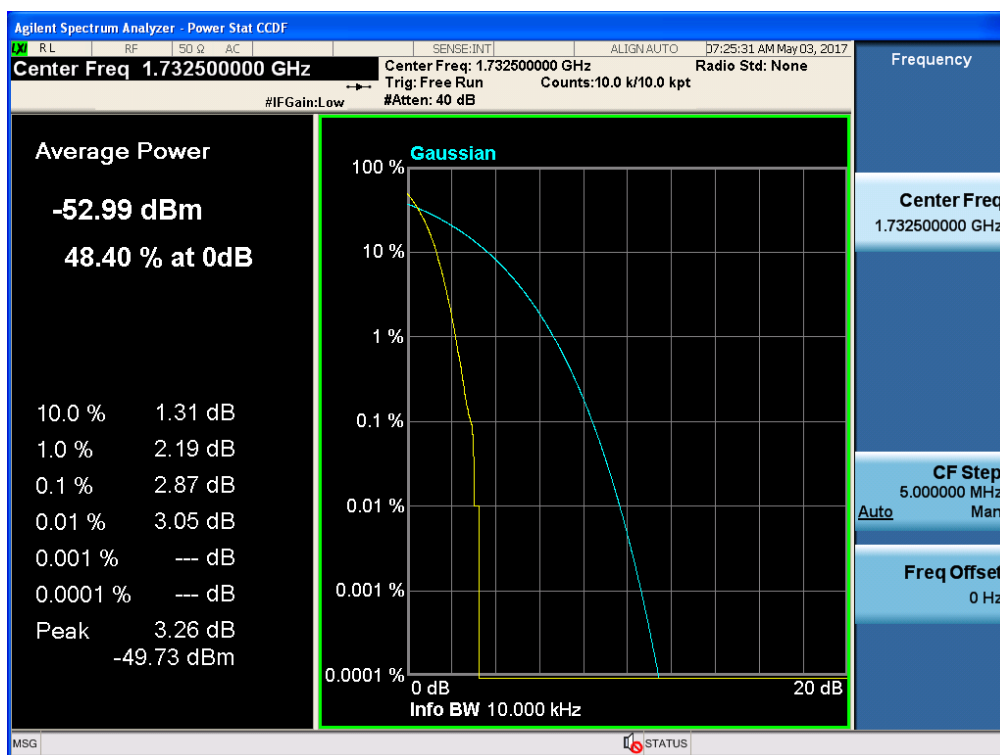 Agilent Spectrum Analyzer - Power Stat CCDF
LXI RL RF 50 Ω AC SENSE:INT ALIGNAUTO 07:25:31 AM May 03, 2017
Center Freq 1.732500000 GHz
Center Freq: 1.732500000 GHz Radio Std: None
Trig: Free Run Counts:10.0 k/10.0 kpt
#IFGain:Low #Atten: 40 dB
Average Power
-52.99 dBm
48.40 % at 0dB
10.0 % 1.31 dB
1.0 % 2.19 dB
0.1 % 2.87 dB
0.01 % 3.05 dB
0.001 % --- dB
0.0001 % --- dB
Peak 3.26 dB
-49.73 dBm
Gaussian
100 %
10 %
1 %
0.1 %
0.01 %
0.001 %
0.0001 %
0 dB 20 dB
Info BW 10.000 kHz
Frequency
Center Freq
1.732500000 GHz
CF Step
5.000000 MHz
Auto Man
Freq Offset
0 Hz
MSG STATUS